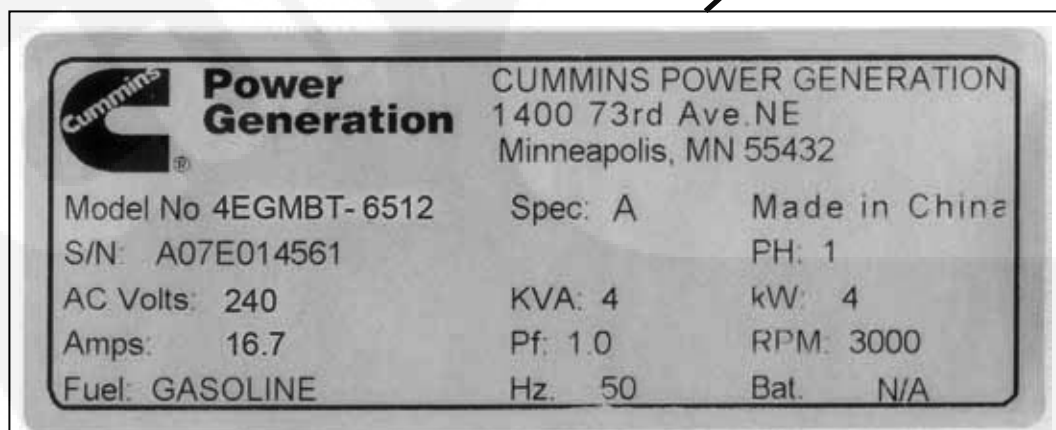 Cummins
Power
Generation
®
CUMMINS POWER GENERATION
1400 73rd Ave.NE
Minneapolis, MN 55432
Model No 4EGMBT-6512 Spec: A Made in China
S/N: A07E014561 PH: 1
AC Volts: 240 KVA: 4 kW: 4
Amps: 16.7 Pf: 1.0 RPM: 3000
Fuel: GASOLINE Hz. 50 Bat. N/A